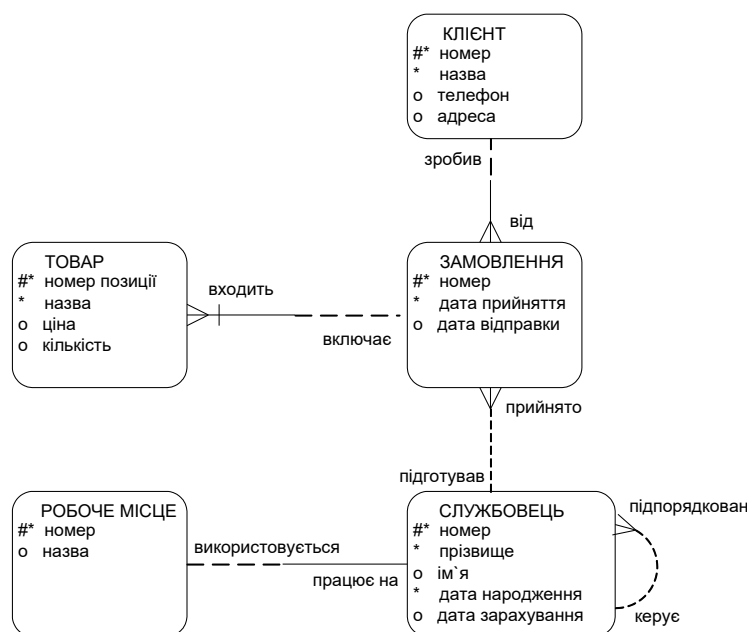 КЛІЄНТ
#* номер
* назва
o телефон
o адреса
зробив
від
ТОВАР
#* номер позиції
* назва
o ціна
o кількість
входить
включає
ЗАМОВЛЕННЯ
#* номер
* дата прийняття
o дата відправки
прийнято
підготував
РОБОЧЕ МІСЦЕ
#* номер
o назва
використовується
працює на
СЛУЖБОВЕЦЬ
#* номер
* прізвище
o ім`я
* дата народження
o дата зарахування
підпорядкован
керує